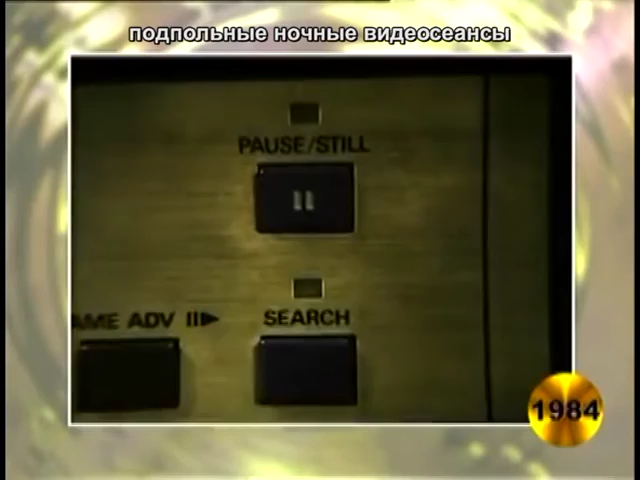 подпольные ночные видеосеансы
PAUSE/STILL
AME ADV II▶
SEARCH
1984